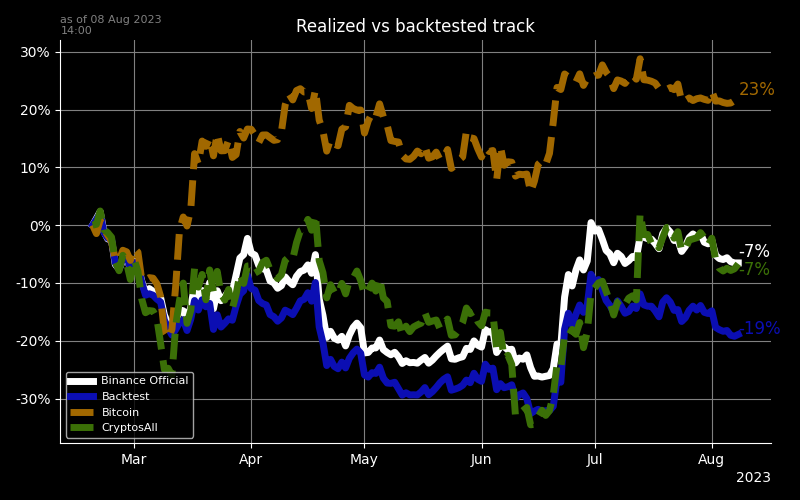 as of 08 Aug 2023
14:00
Realized vs backtested track
30%
20%
10%
0%
-10%
-20%
-30%
23%
-7%
-7%
-19%
Binance Official
Backtest
Bitcoin
CryptosAll
Mar Apr May Jun Jul Aug
2023